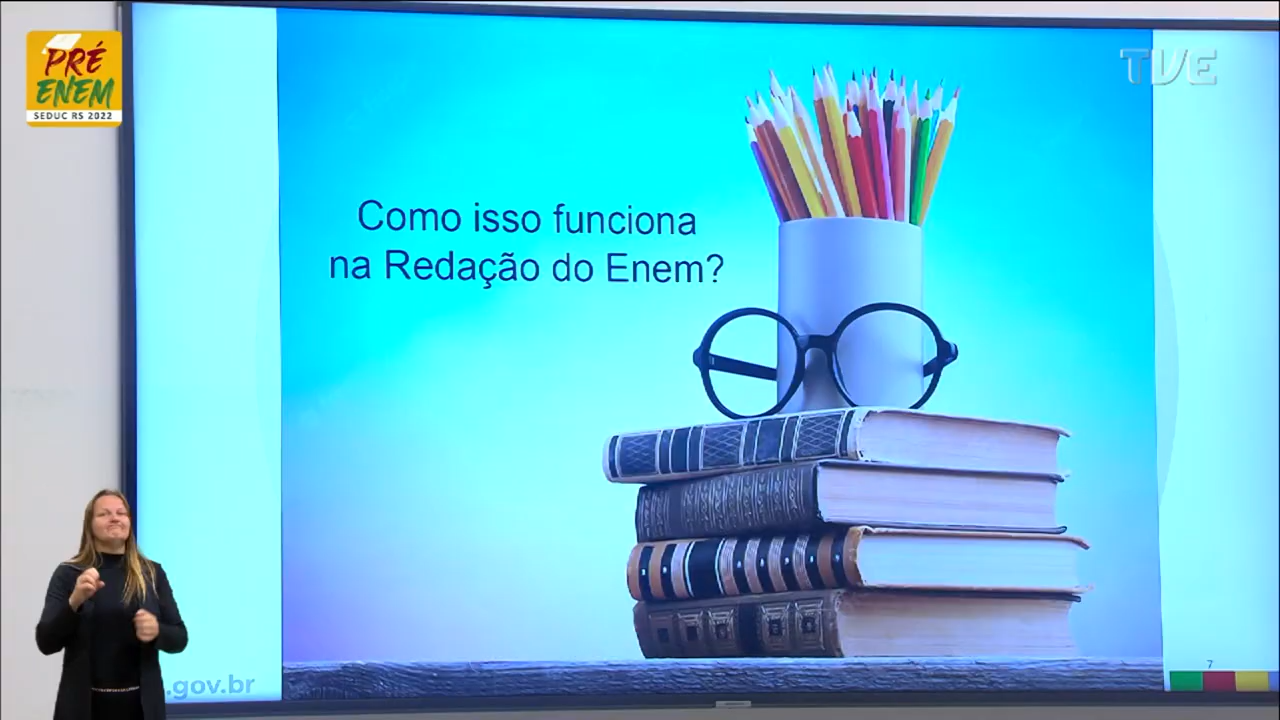 PRÉ
ENEM
SEDUC RS 2022
TVE
Como isso funciona
na Redação do Enem?
.gov.br
7